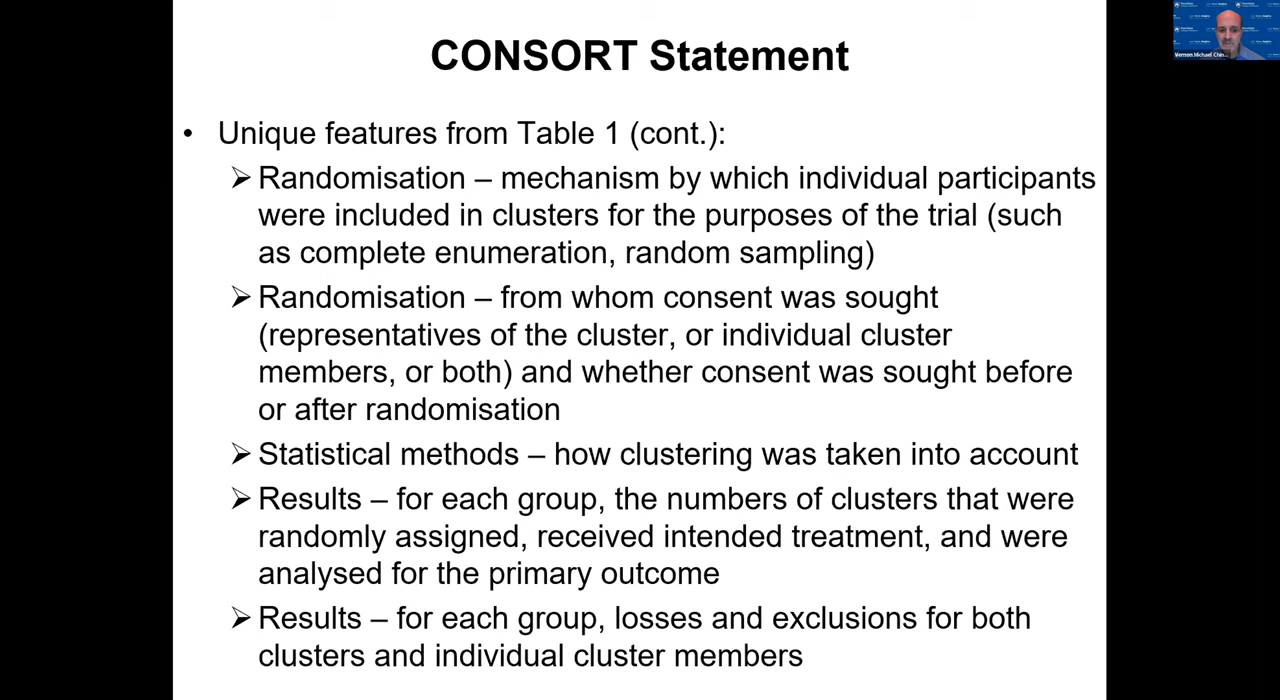 CONSORT Statement
• Unique features from Table 1 (cont.):
➢ Randomisation – mechanism by which individual participants
were included in clusters for the purposes of the trial (such
as complete enumeration, random sampling)
➢ Randomisation – from whom consent was sought
(representatives of the cluster, or individual cluster
members, or both) and whether consent was sought before
or after randomisation
➢ Statistical methods – how clustering was taken into account
➢ Results – for each group, the numbers of clusters that were
randomly assigned, received intended treatment, and were
analysed for the primary outcome
➢ Results – for each group, losses and exclusions for both
clusters and individual cluster members
Vernon Michael Chin...